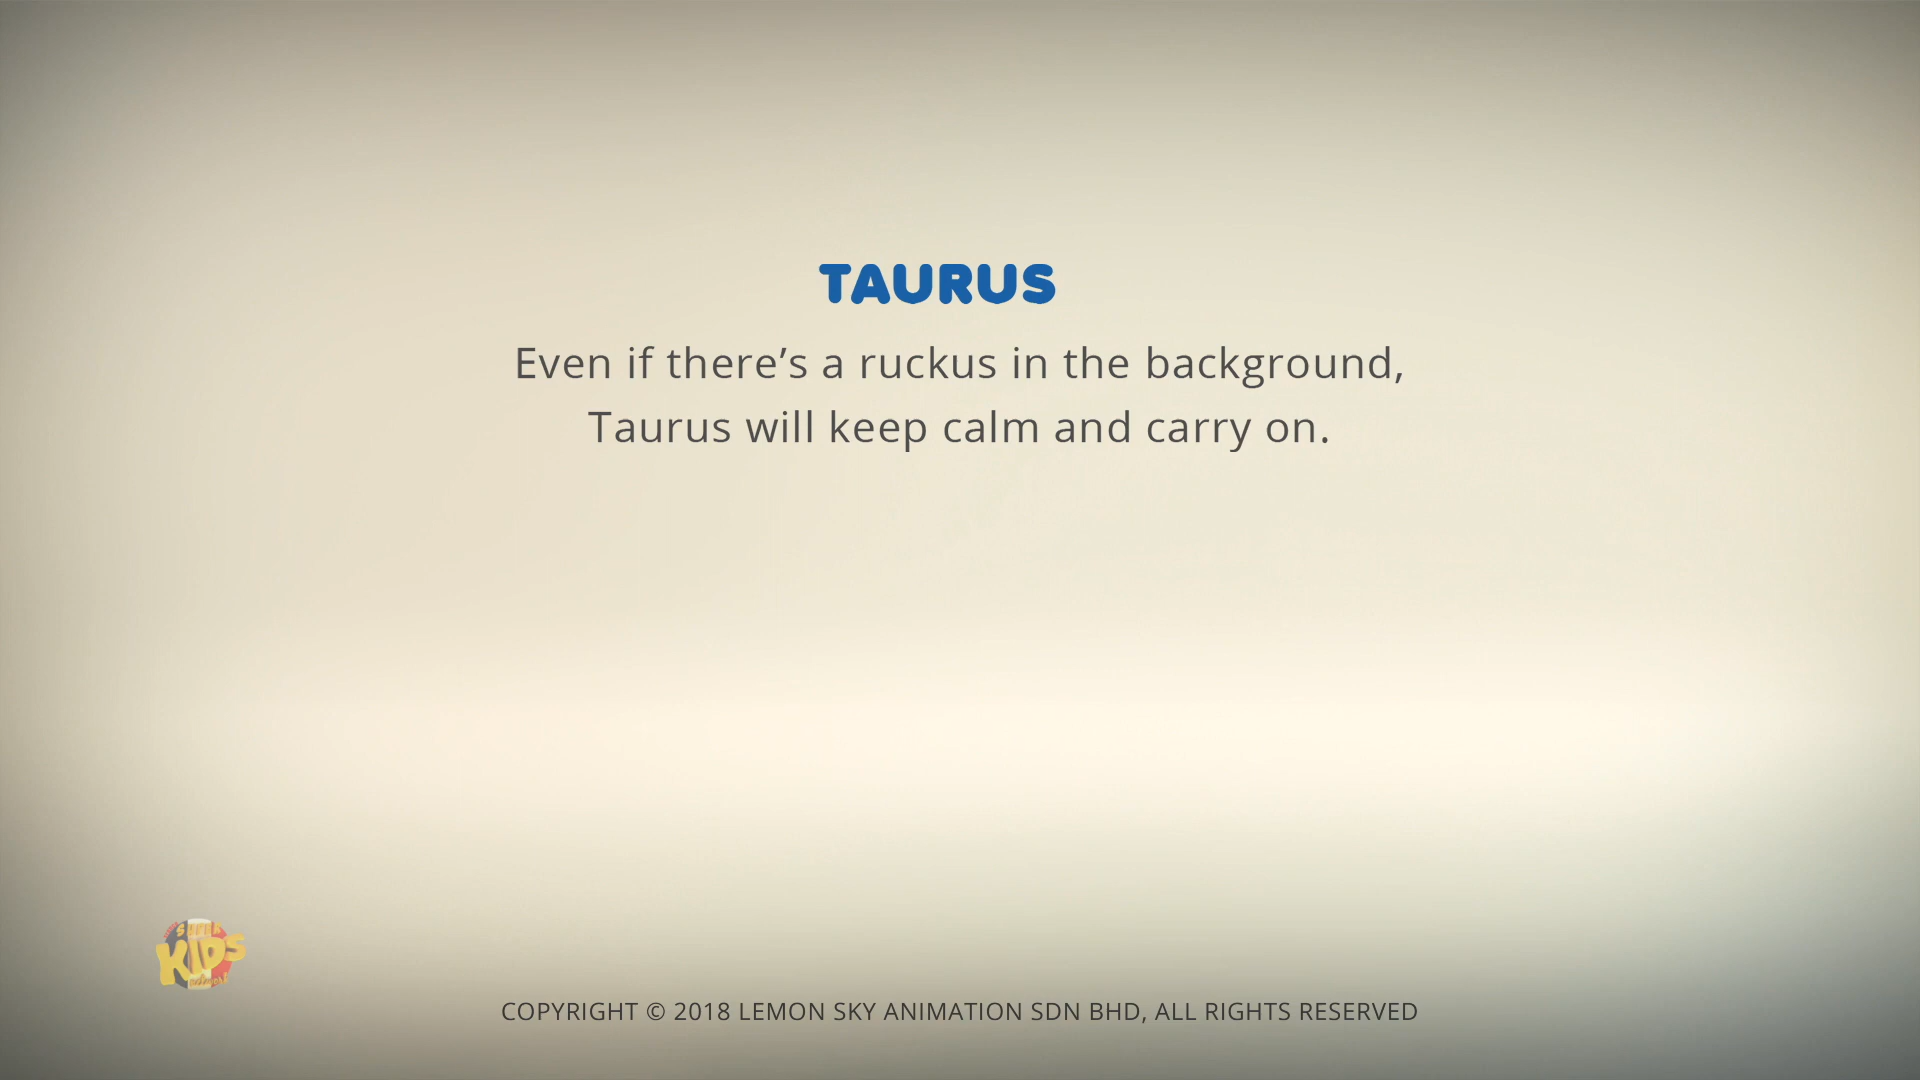 TAURUS
Even if there’s a ruckus in the background,
Taurus will keep calm and carry on.
SUPER
KIDS
COPYRIGHT © 2018 LEMON SKY ANIMATION SDN BHD, ALL RIGHTS RESERVED